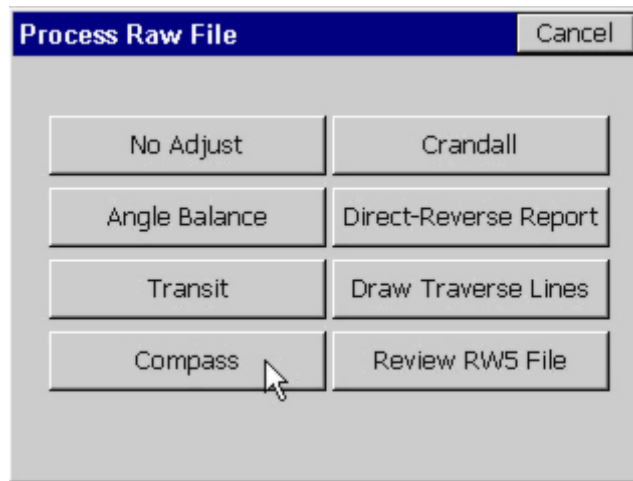 Process Raw File
Cancel
No Adjust
Crandall
Angle Balance
Direct-Reverse Report
Transit
Draw Traverse Lines
Compass
Review RW5 File